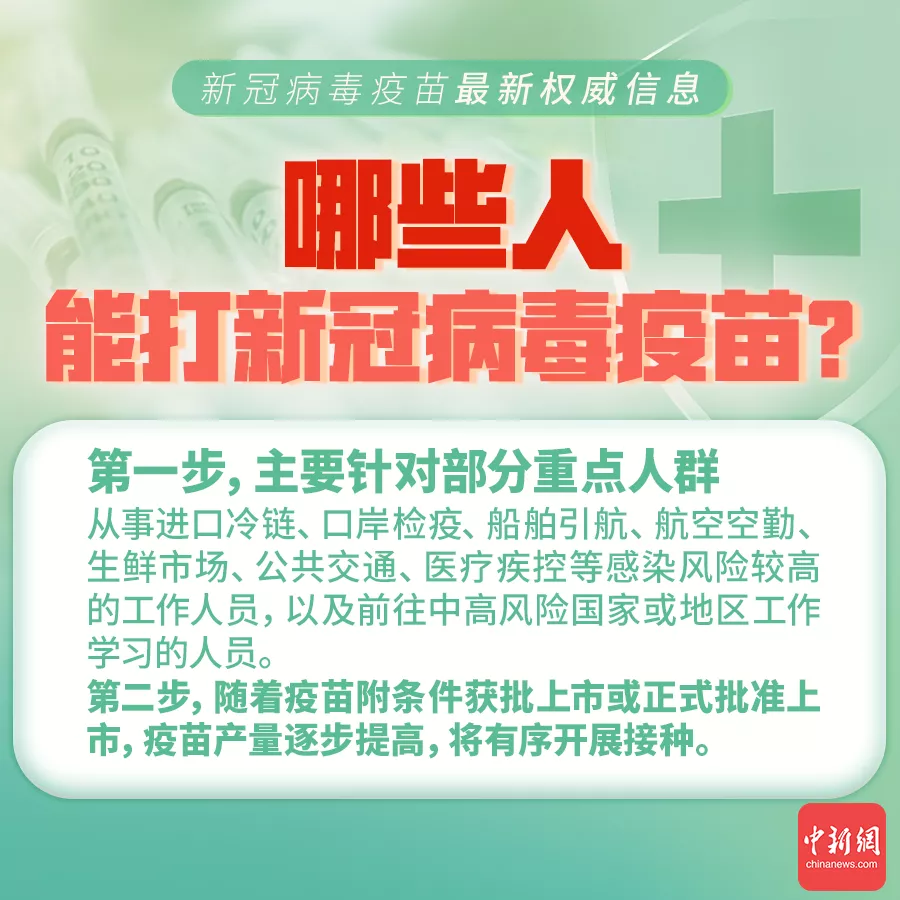 新冠病毒疫苗最新权威信息
哪些人
能打新冠病毒疫苗?
第一步,主要针对部分重点人群
从事进口冷链、口岸检疫、船舶引航、航空空勤、
生鲜市场、公共交通、医疗疾控等感染风险较高
的工作人员,以及前往中高风险国家或地区工作
学习的人员。
第二步,随着疫苗附条件获批上市或正式批准上
市,疫苗产量逐步提高,将有序开展接种。
中新網
chinanews.com